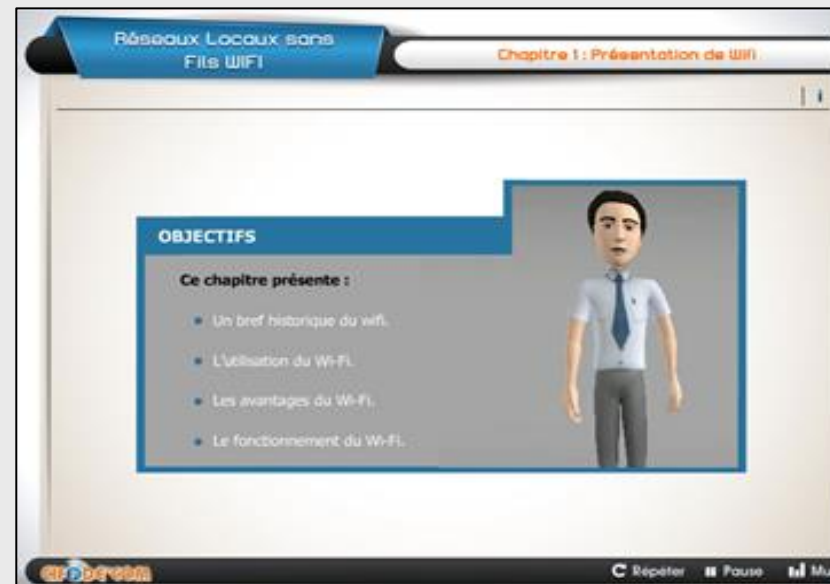 Réseaux Locaux sans
Fils WIFI
Chapitre 1 : Présentation de Wifi
OBJECTIFS
Ce chapitre présente :
Un bref historique du wifi.
L'utilisation du Wi-Fi.
Les avantages du Wi-Fi.
Le fonctionnement du Wi-Fi.
Répéter Pause